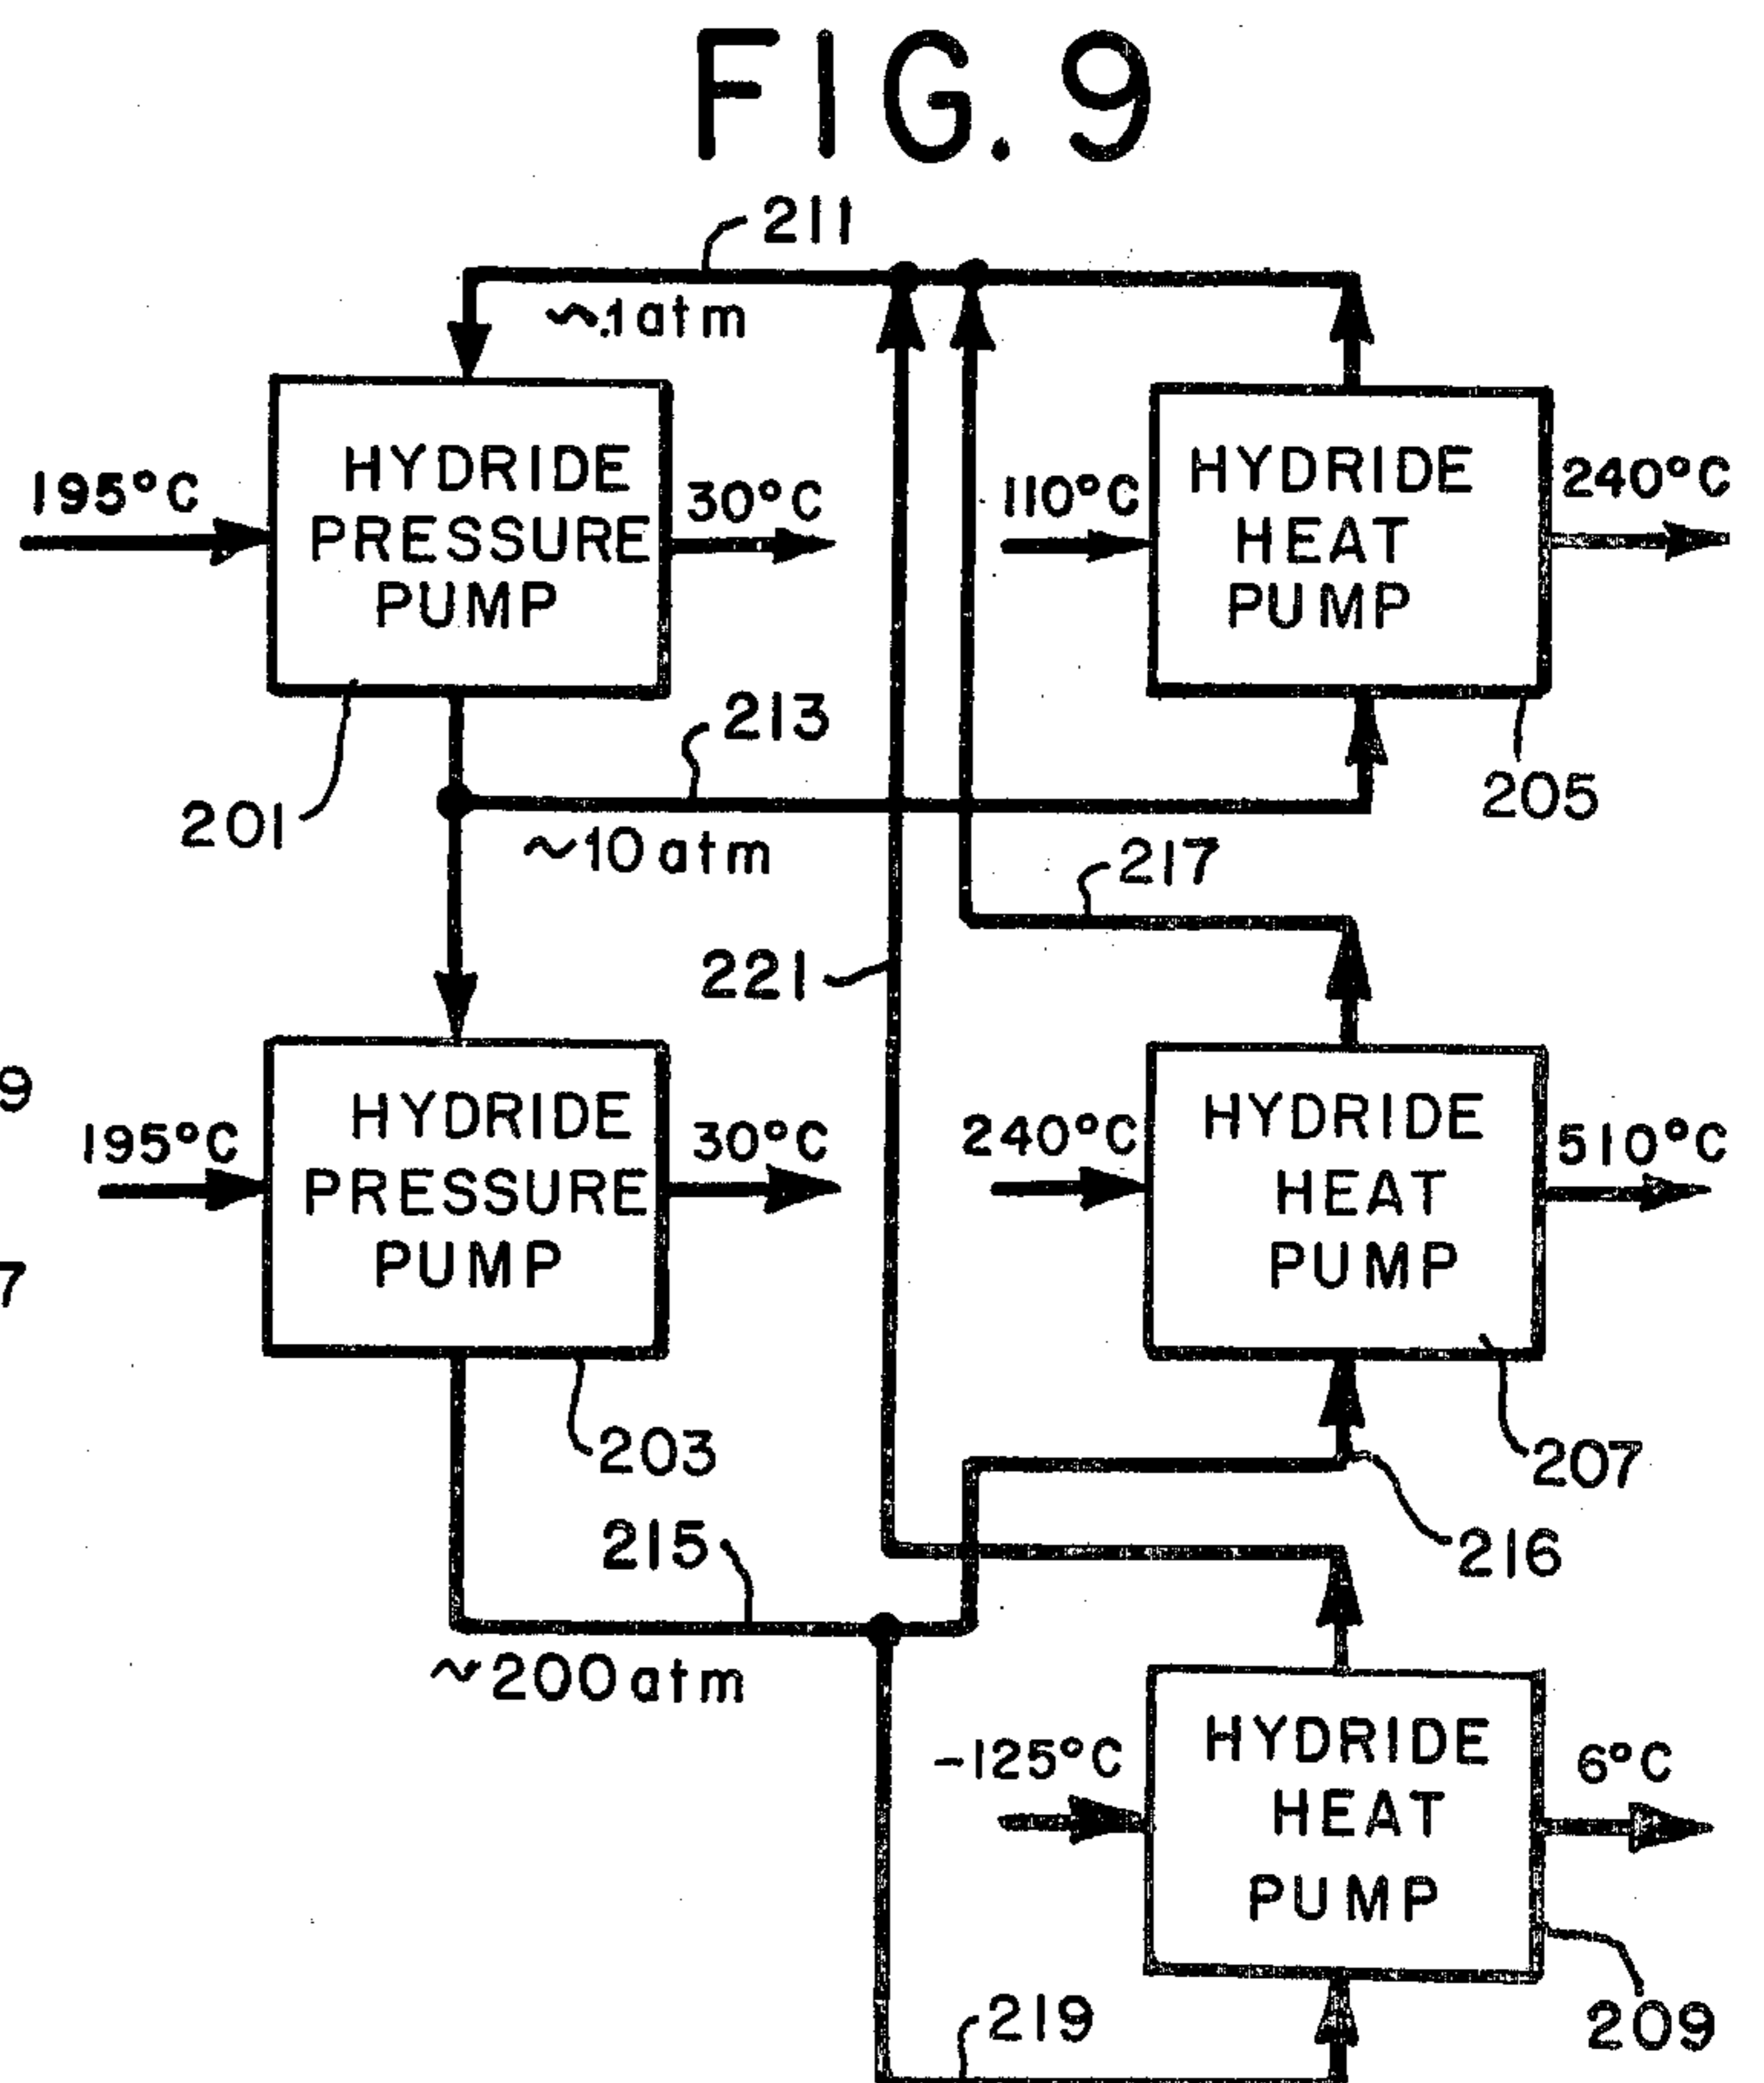 FIG. 9
211
~.1 atm
195°C
HYDRIDE
PRESSURE
PUMP
30°C
110°C
HYDRIDE
HEAT
PUMP
240°C
201
213
205
~10 atm
217
221
9
195°C
HYDRIDE
PRESSURE
PUMP
30°C
240°C
HYDRIDE
HEAT
PUMP
510°C
7
203
207
215
216
~200 atm
-125°C
HYDRIDE
HEAT
PUMP
6°C
219
209